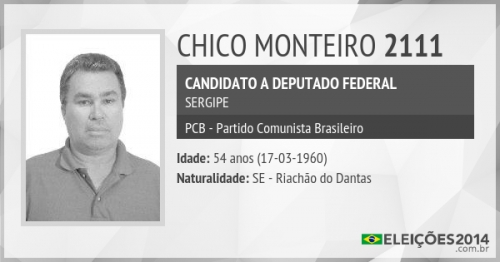 CHICO MONTEIRO 2111
CANDIDATO A DEPUTADO FEDERAL
SERGIPE
PCB - Partido Comunista Brasileiro
Idade: 54 anos (17-03-1960)
Naturalidade: SE - Riachão do Dantas
ELEIÇÕES2014
.com.br